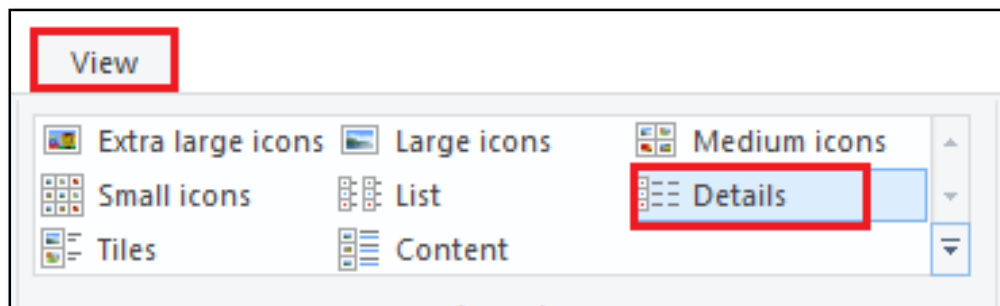 View
Extra large icons Large icons Medium icons
Small icons List Details
Tiles Content